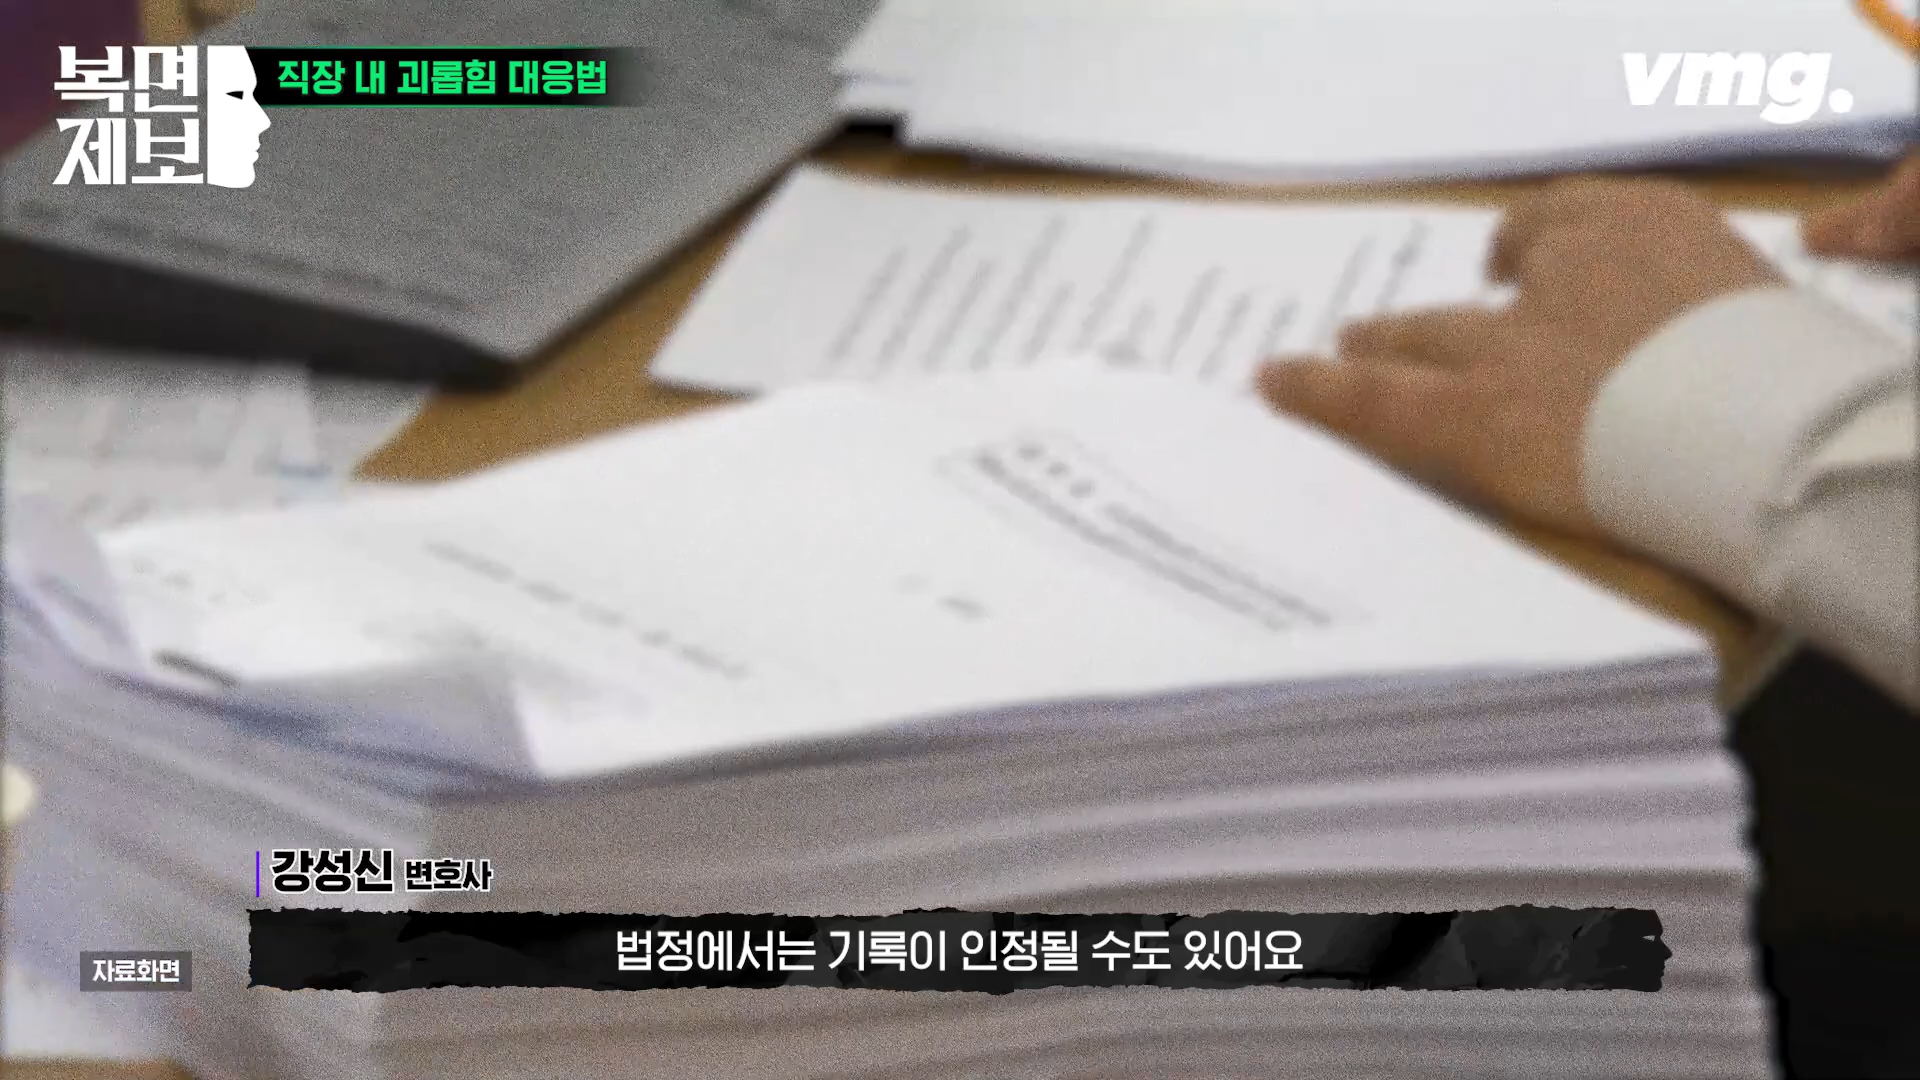 복면
제보
직장 내 괴롭힘 대응법
vmg.
강성신 변호사
법정에서는 기록이 인정될 수도 있어요
자료화면